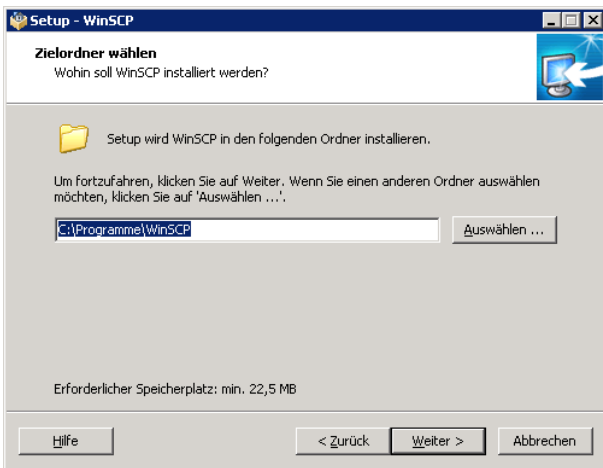 Setup - WinSCP
Zielordner wählen
Wohin soll WinSCP installiert werden?
Setup wird WinSCP in den folgenden Ordner installieren.
Um fortzufahren, klicken Sie auf Weiter. Wenn Sie einen anderen Ordner auswählen
möchten, klicken Sie auf 'Auswählen ...'.
C:\Programme\WinSCP
Auswählen ...
Erforderlicher Speicherplatz: min. 22,5 MB
Hilfe
< Zurück
Weiter >
Abbrechen